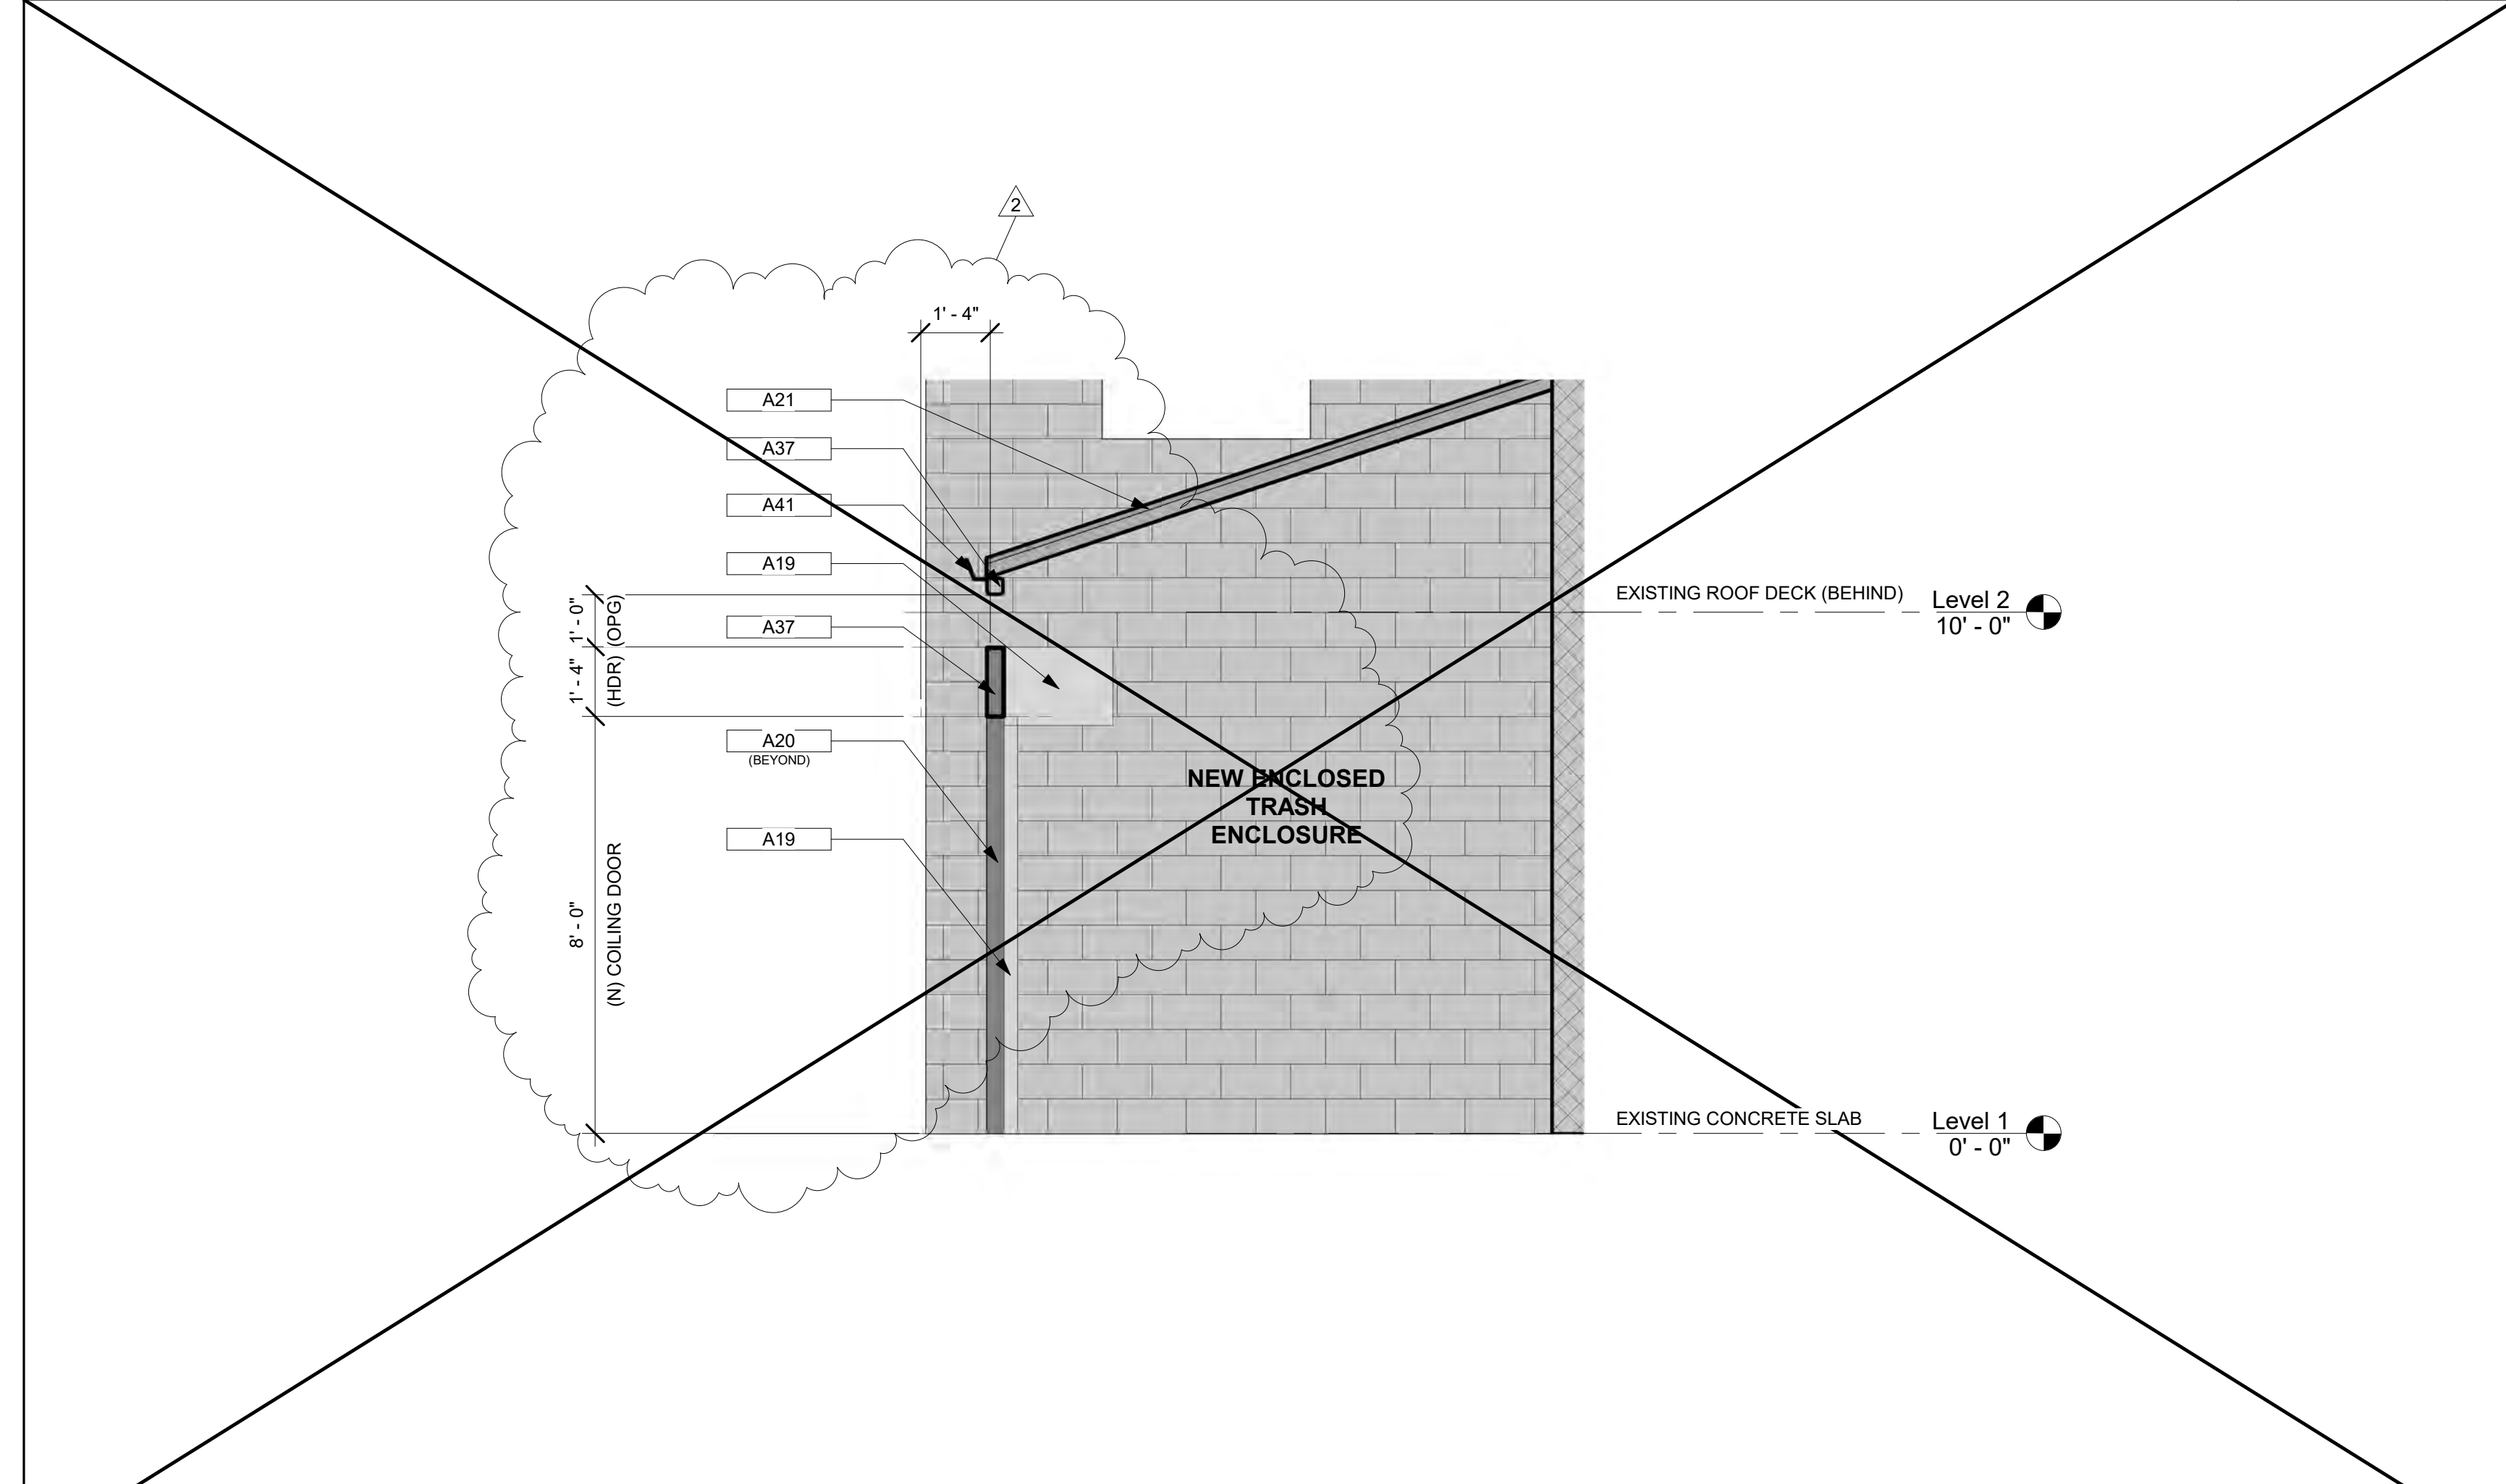 2
1' - 4"
A21
A37
A41
A19
A37
A20
(BEYOND)
A19
1' - 0"
(OPG)
1' - 4"
(HDR)
8' - 0"
(N) COILING DOOR
NEW ENCLOSED
TRASH
ENCLOSURE
EXISTING ROOF DECK (BEHIND)
Level 2
10' - 0"
EXISTING CONCRETE SLAB
Level 1
0' - 0"